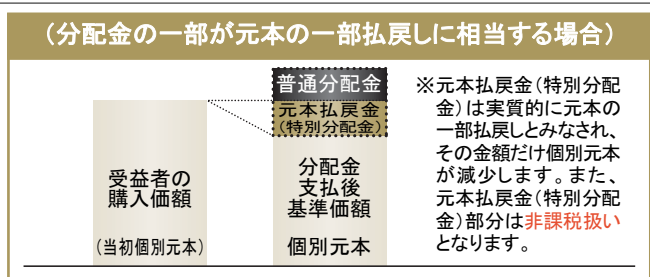 (分配金の一部が元本の一部払戻しに相当する場合)
受益者の
購入価額
(当初個別元本)
普通分配金
元本払戻金
(特別分配金)
分配金
支払後
基準価額
個別元本
※元本払戻金(特別分配
金)は実質的に元本の
一部払戻しとみなされ、
その金額だけ個別元本
が減少します。また、
元本払戻金(特別分配
金)部分は非課税扱い
となります。